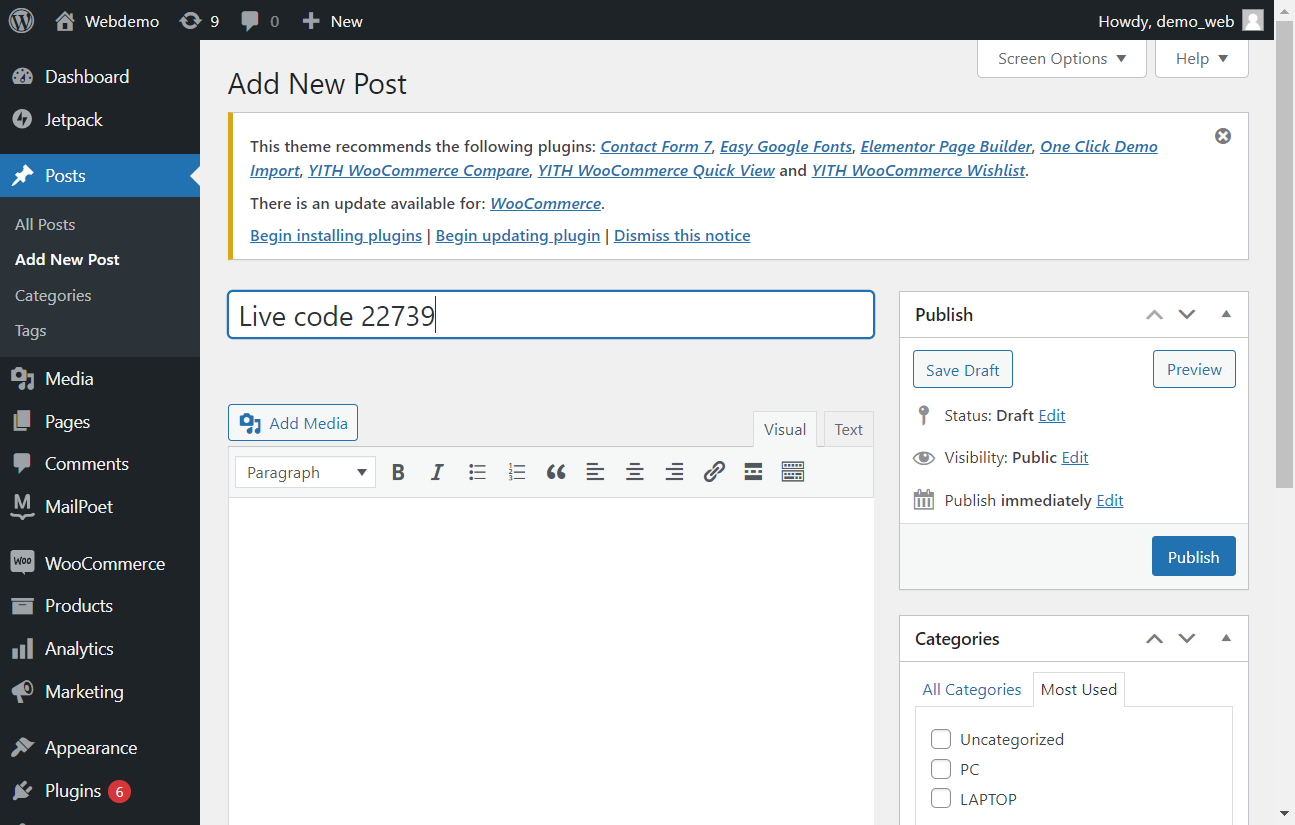 Webdemo 9 0 New Howdy, demo_web
Dashboard
Jetpack
Posts
All Posts
Add New Post
Categories
Tags
Media
Pages
Comments
MailPoet
WooCommerce
Products
Analytics
Marketing
Appearance
Plugins 6
Screen Options Help
Add New Post
This theme recommends the following plugins: Contact Form 7, Easy Google Fonts, Elementor Page Builder, One Click Demo
Import, YITH WooCommerce Compare, YITH WooCommerce Quick View and YITH WooCommerce Wishlist.
There is an update available for: WooCommerce.
Begin installing plugins | Begin updating plugin | Dismiss this notice
Live code 22739
Add Media
Visual Text
Paragraph B I
Publish
Save Draft Preview
Status: Draft Edit
Visibility: Public Edit
Publish immediately Edit
Publish
Categories
All Categories Most Used
Uncategorized
PC
LAPTOP